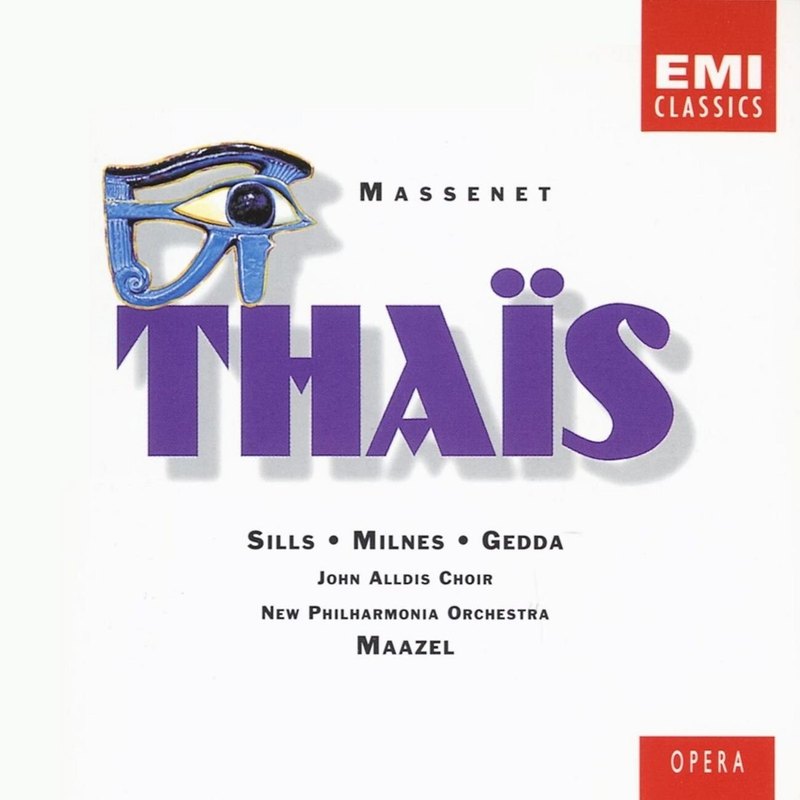 EMI
CLASSICS
MASSENET
THAÏS
SILLS • MILNES • GEDDA
JOHN ALLDIS CHOIR
NEW PHILHARMONIA ORCHESTRA
MAAZEL
OPERA